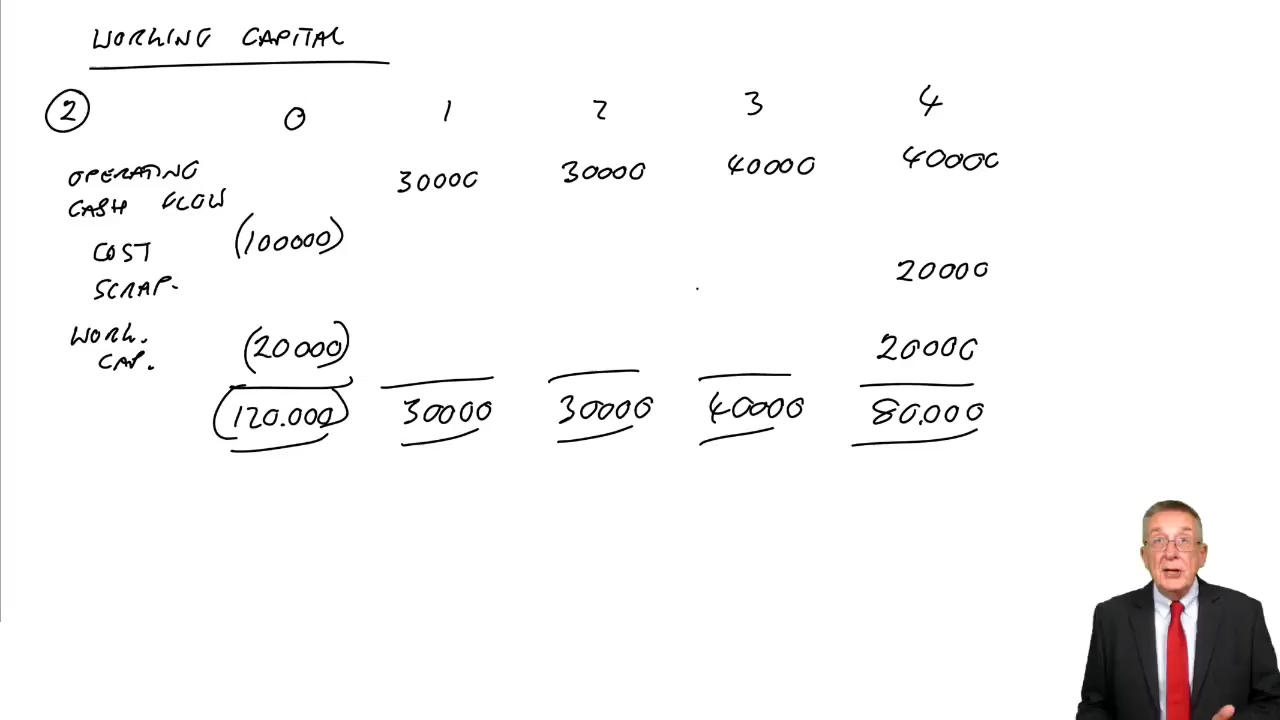 WORKING CAPITAL
2 0 1 2 3 4
OPERATING
CASH FLOW 30000 30000 40000 40000
COST (100000)
SCRAP. 20000
WORK.
CAP. (20000) 20000
(120.000) 30000 30000 40000 80.000